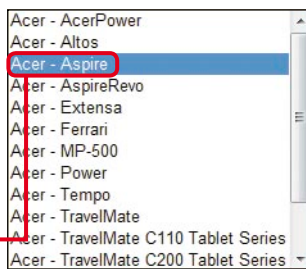 Acer - AcerPower
Acer - Altos
Acer - Aspire
Acer - AspireRevo
Acer - Extensa
Acer - Ferrari
Acer - MP-500
Acer - Power
Acer - Tempo
Acer - TravelMate
Acer - TravelMate C110 Tablet Series
Acer - TravelMate C200 Tablet Series